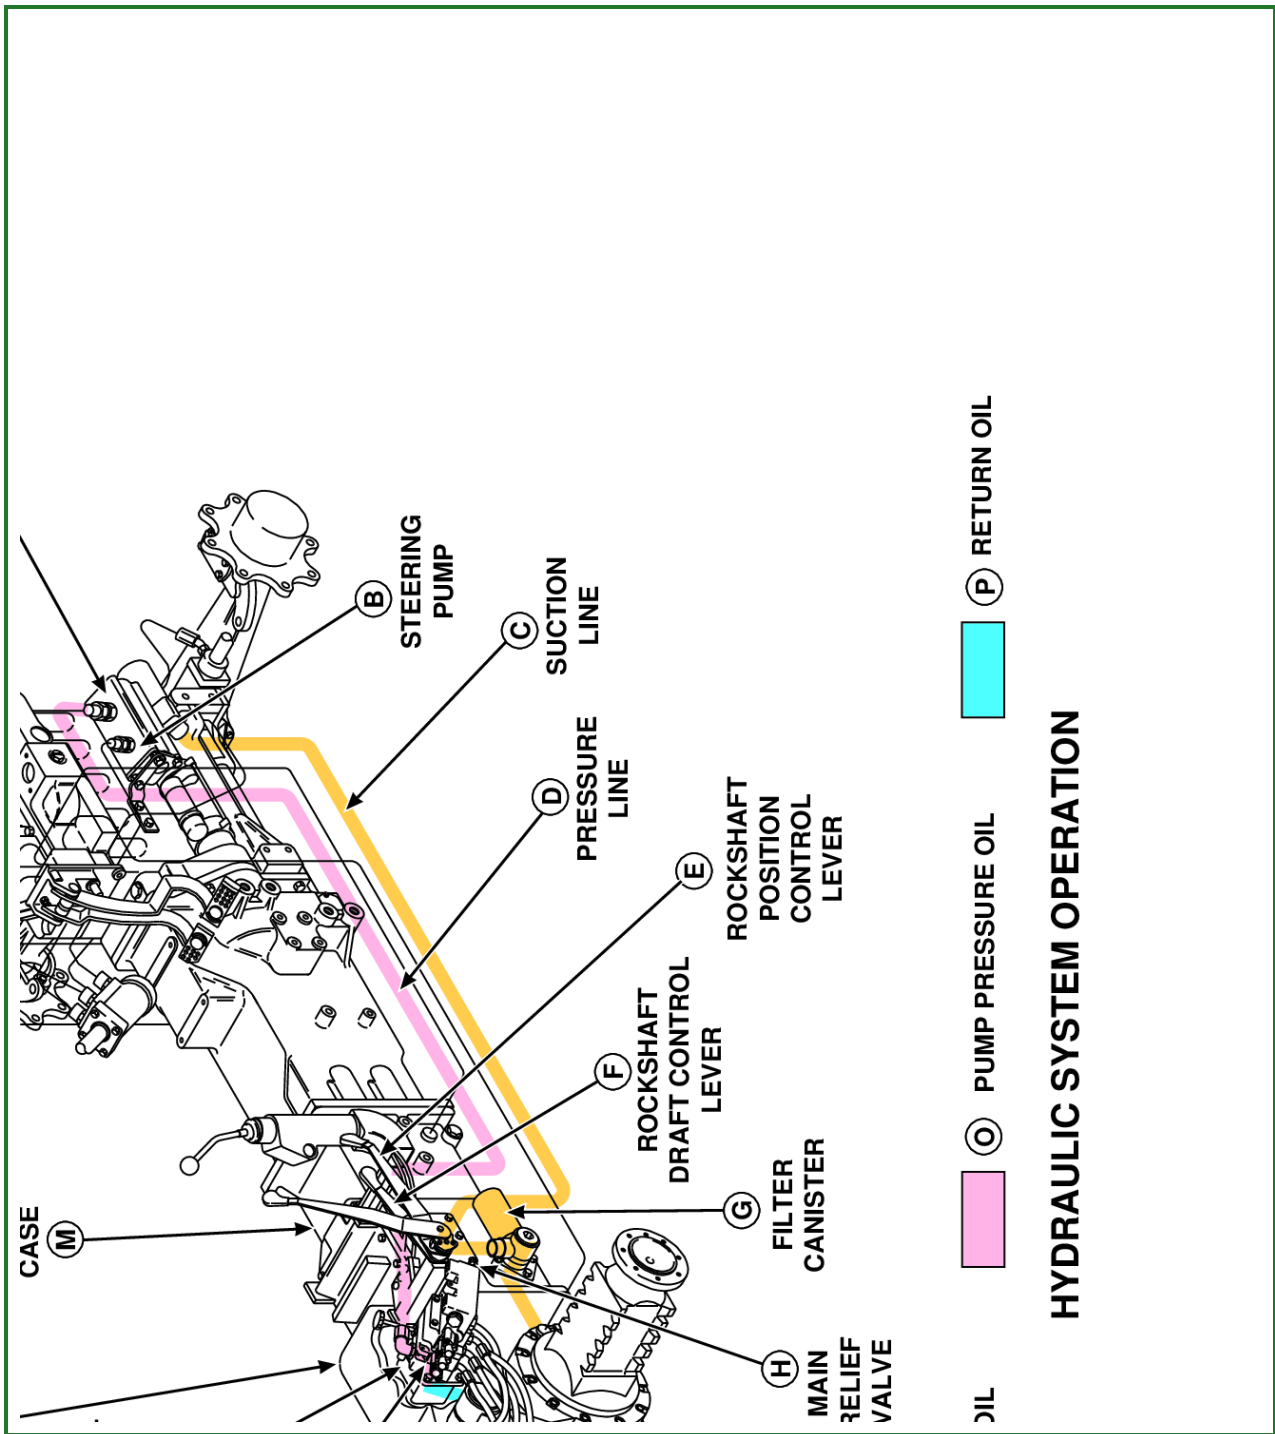 CASE
M
B
STEERING
PUMP
C
SUCTION
LINE
D
PRESSURE
LINE
E
ROCKSHAFT
POSITION
CONTROL
LEVER
F
ROCKSHAFT
DRAFT CONTROL
LEVER
G
FILTER
CANISTER
H
MAIN
RELIEF
VALVE
OIL
O PUMP PRESSURE OIL
P RETURN OIL
HYDRAULIC SYSTEM OPERATION